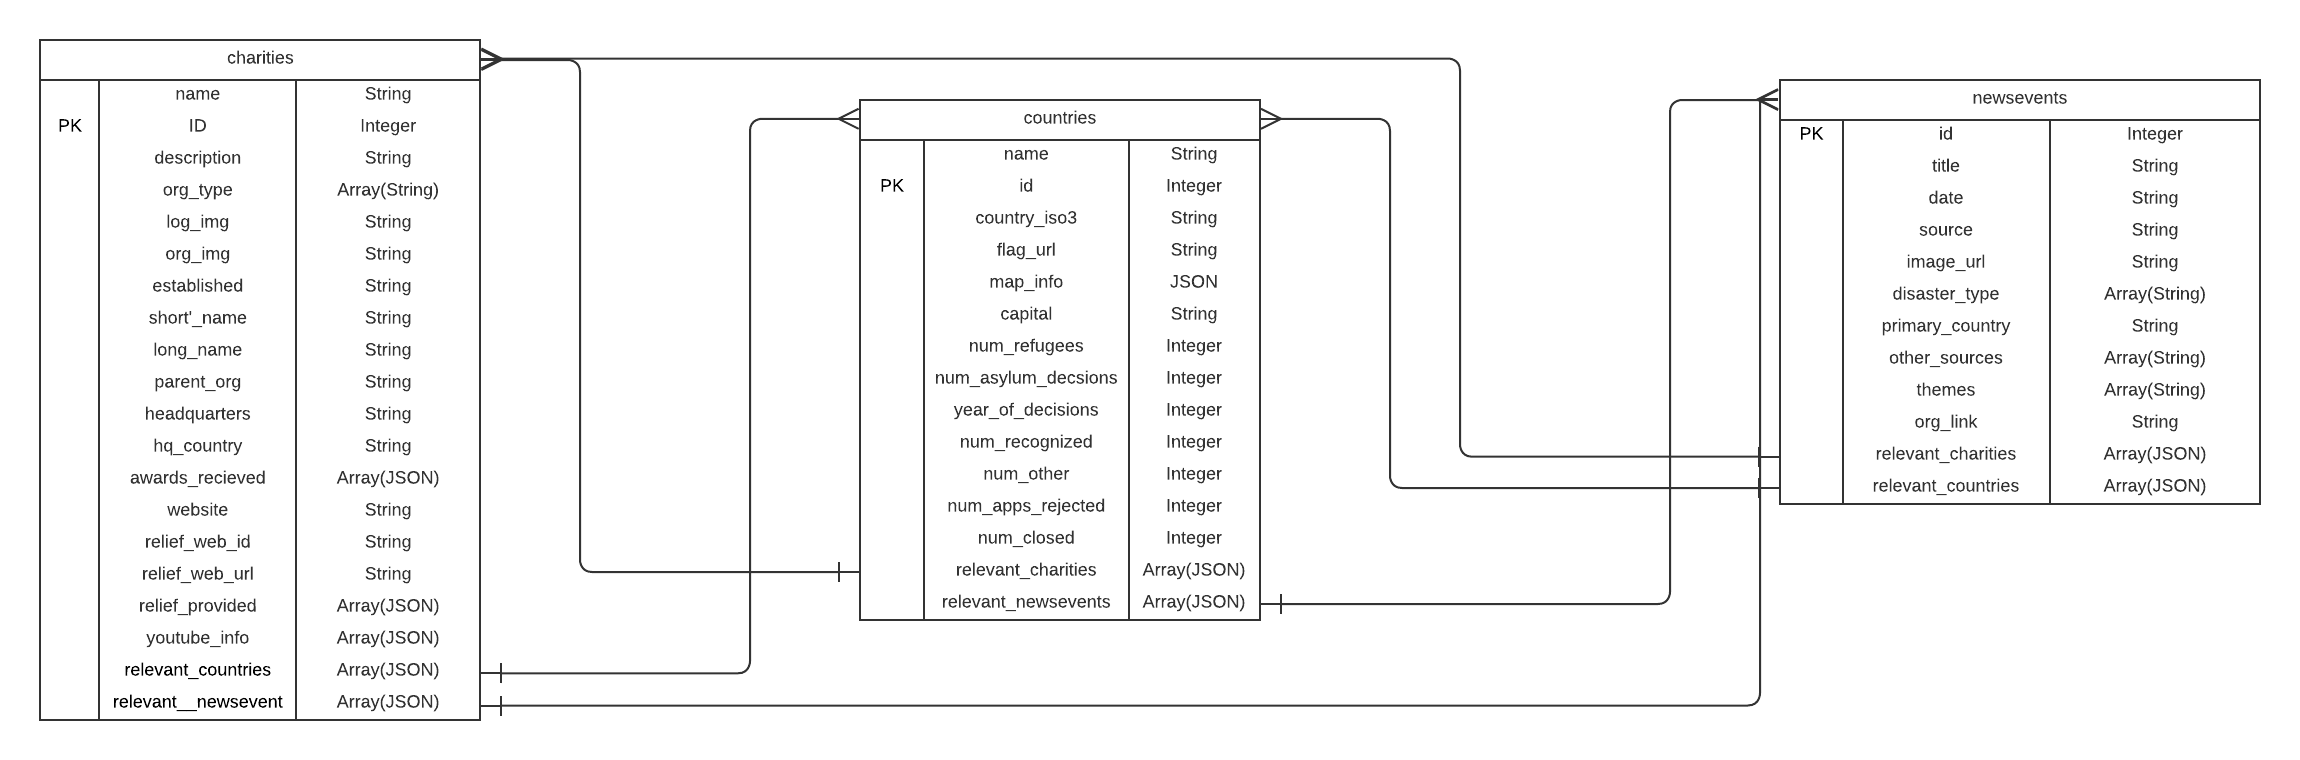 charities
name String
PK ID Integer
description String
org_type Array(String)
log_img String
org_img String
established String
short'_name String
long_name String
parent_org String
headquarters String
hq_country String
awards_recieved Array(JSON)
website String
relief_web_id String
relief_web_url String
relief_provided Array(JSON)
youtube_info Array(JSON)
relevant_countries Array(JSON)
relevant__newsevent Array(JSON)
countries
name String
PK id Integer
country_iso3 String
flag_url String
map_info JSON
capital String
num_refugees Integer
num_asylum_decsions Integer
year_of_decisions Integer
num_recognized Integer
num_other Integer
num_apps_rejected Integer
num_closed Integer
relevant_charities Array(JSON)
relevant_newsevents Array(JSON)
newsevents
PK id Integer
title String
date String
source String
image_url String
disaster_type Array(String)
primary_country String
other_sources Array(String)
themes Array(String)
org_link String
relevant_charities Array(JSON)
relevant_countries Array(JSON)